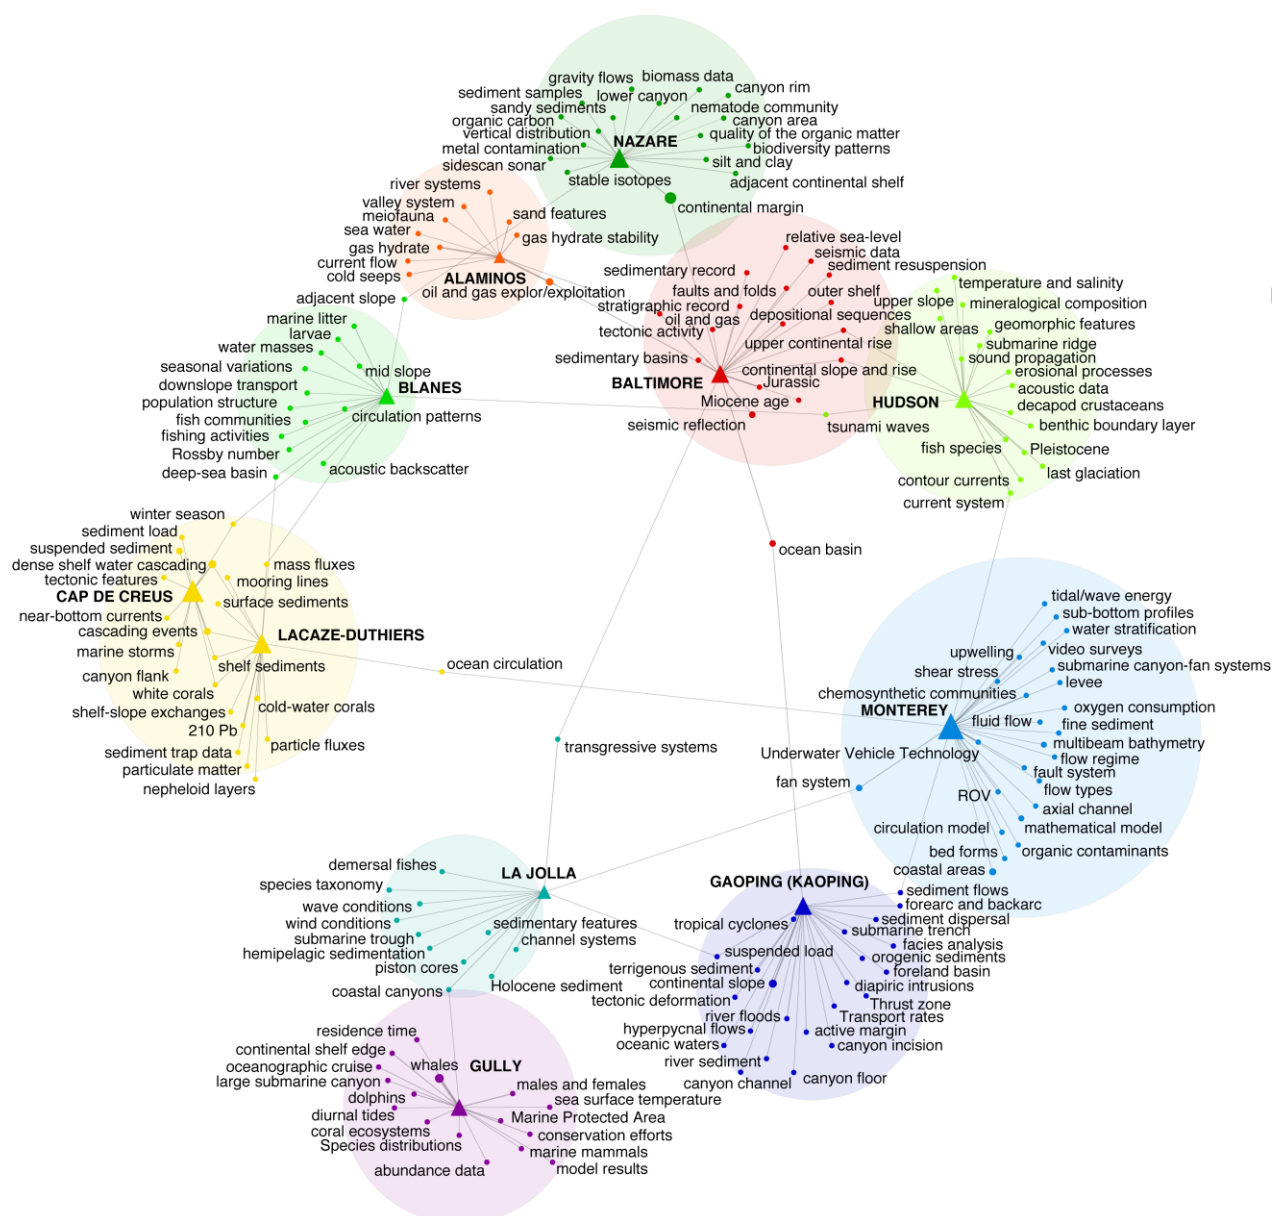 gravity flows
biomass data
canyon rim
sediment samples
lower canyon
sandy sediments
nematode community
organic carbon
canyon area
vertical distribution
NAZARE
quality of the organic matter
metal contamination
biodiversity patterns
sidescan sonar
silt and clay
stable isotopes
adjacent continental shelf
continental margin
river systems
valley system
meiofauna
sand features
sea water
gas hydrate stability
gas hydrate
current flow
cold seeps
ALAMINOS
oil and gas explor/exploitation
relative sea-level
seismic data
sedimentary record
sediment resuspension
faults and folds
outer shelf
stratigraphic record
oil and gas
depositional sequences
tectonic activity
upper continental rise
sedimentary basins
continental slope and rise
BALTIMORE
Jurassic
Miocene age
seismic reflection
tsunami waves
temperature and salinity
upper slope
mineralogical composition
shallow areas
geomorphic features
submarine ridge
sound propagation
erosional processes
acoustic data
HUDSON
decapod crustaceans
benthic boundary layer
fish species
Pleistocene
last glaciation
contour currents
current system
adjacent slope
marine litter
larvae
water masses
seasonal variations
mid slope
downslope transport
BLANES
population structure
circulation patterns
fish communities
fishing activities
Rossby number
acoustic backscatter
deep-sea basin
winter season
sediment load
suspended sediment
dense shelf water cascading
mass fluxes
tectonic features
mooring lines
CAP DE CREUS
surface sediments
near-bottom currents
cascading events
LACAZE-DUTHIERS
marine storms
shelf sediments
canyon flank
white corals
cold-water corals
shelf-slope exchanges
210 Pb
sediment trap data
particle fluxes
particulate matter
nepheloid layers
ocean basin
ocean circulation
transgressive systems
tidal/wave energy
sub-bottom profiles
water stratification
upwelling
video surveys
shear stress
submarine canyon-fan systems
levee
chemosynthetic communities
MONTEREY
oxygen consumption
fluid flow
fine sediment
multibeam bathymetry
Underwater Vehicle Technology
flow regime
fault system
fan system
flow types
ROV
axial channel
circulation model
mathematical model
bed forms
organic contaminants
coastal areas
demersal fishes
LA JOLLA
species taxonomy
wave conditions
wind conditions
sedimentary features
submarine trough
channel systems
hemipelagic sedimentation
piston cores
Holocene sediment
coastal canyons
GAOPING (KAOPING)
sediment flows
forearc and backarc
tropical cyclones
sediment dispersal
submarine trench
facies analysis
suspended load
orogenic sediments
terrigenous sediment
foreland basin
continental slope
diapiric intrusions
tectonic deformation
Thrust zone
river floods
Transport rates
hyperpycnal flows
active margin
oceanic waters
canyon incision
river sediment
canyon channel
canyon floor
residence time
continental shelf edge
whales
GULLY
oceanographic cruise
large submarine canyon
males and females
dolphins
sea surface temperature
diurnal tides
Marine Protected Area
coral ecosystems
conservation efforts
Species distributions
marine mammals
abundance data
model results